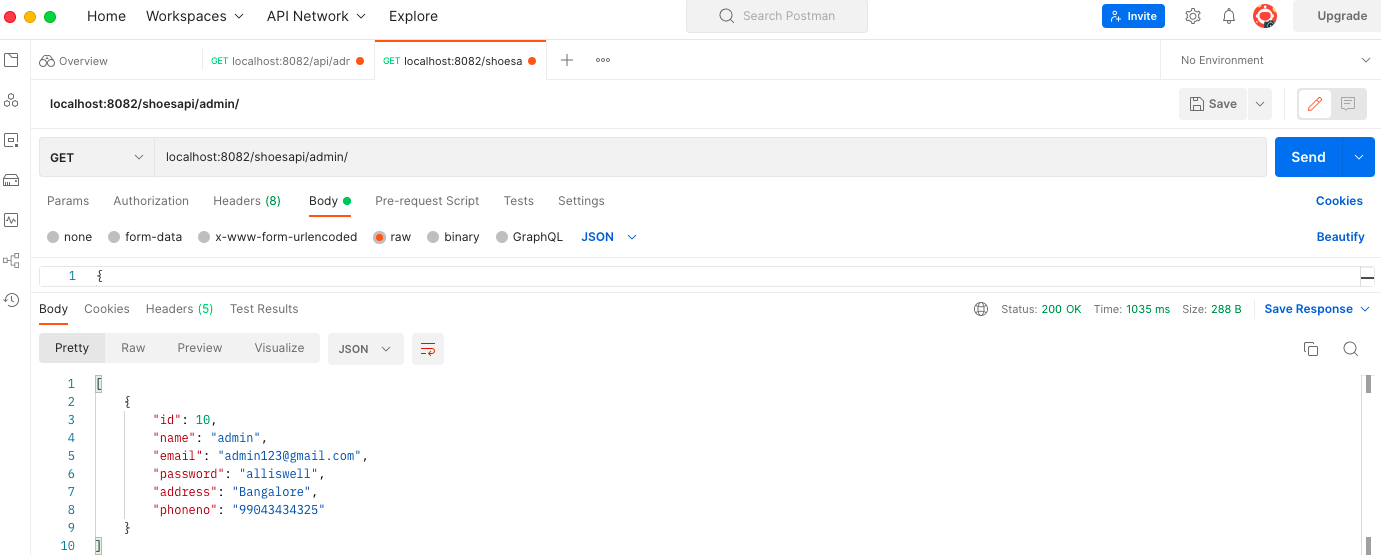 Home Workspaces API Network Explore Search Postman Invite Upgrade
Overview GET localhost:8082/api/adr GET localhost:8082/shoesa No Environment
localhost:8082/shoesapi/admin/ Save
GET localhost:8082/shoesapi/admin/ Send
Params Authorization Headers (8) Body Pre-request Script Tests Settings Cookies
none form-data x-www-form-urlencoded raw binary GraphQL JSON Beautify
1 {
Body Cookies Headers (5) Test Results Status: 200 OK Time: 1035 ms Size: 288 B Save Response
Pretty Raw Preview Visualize JSON
1 [
2 {
3 "id": 10,
4 "name": "admin",
5 "email": "admin123@gmail.com",
6 "password": "alliswell",
7 "address": "Bangalore",
8 "phoneno": "99043434325"
9 }
10 ]